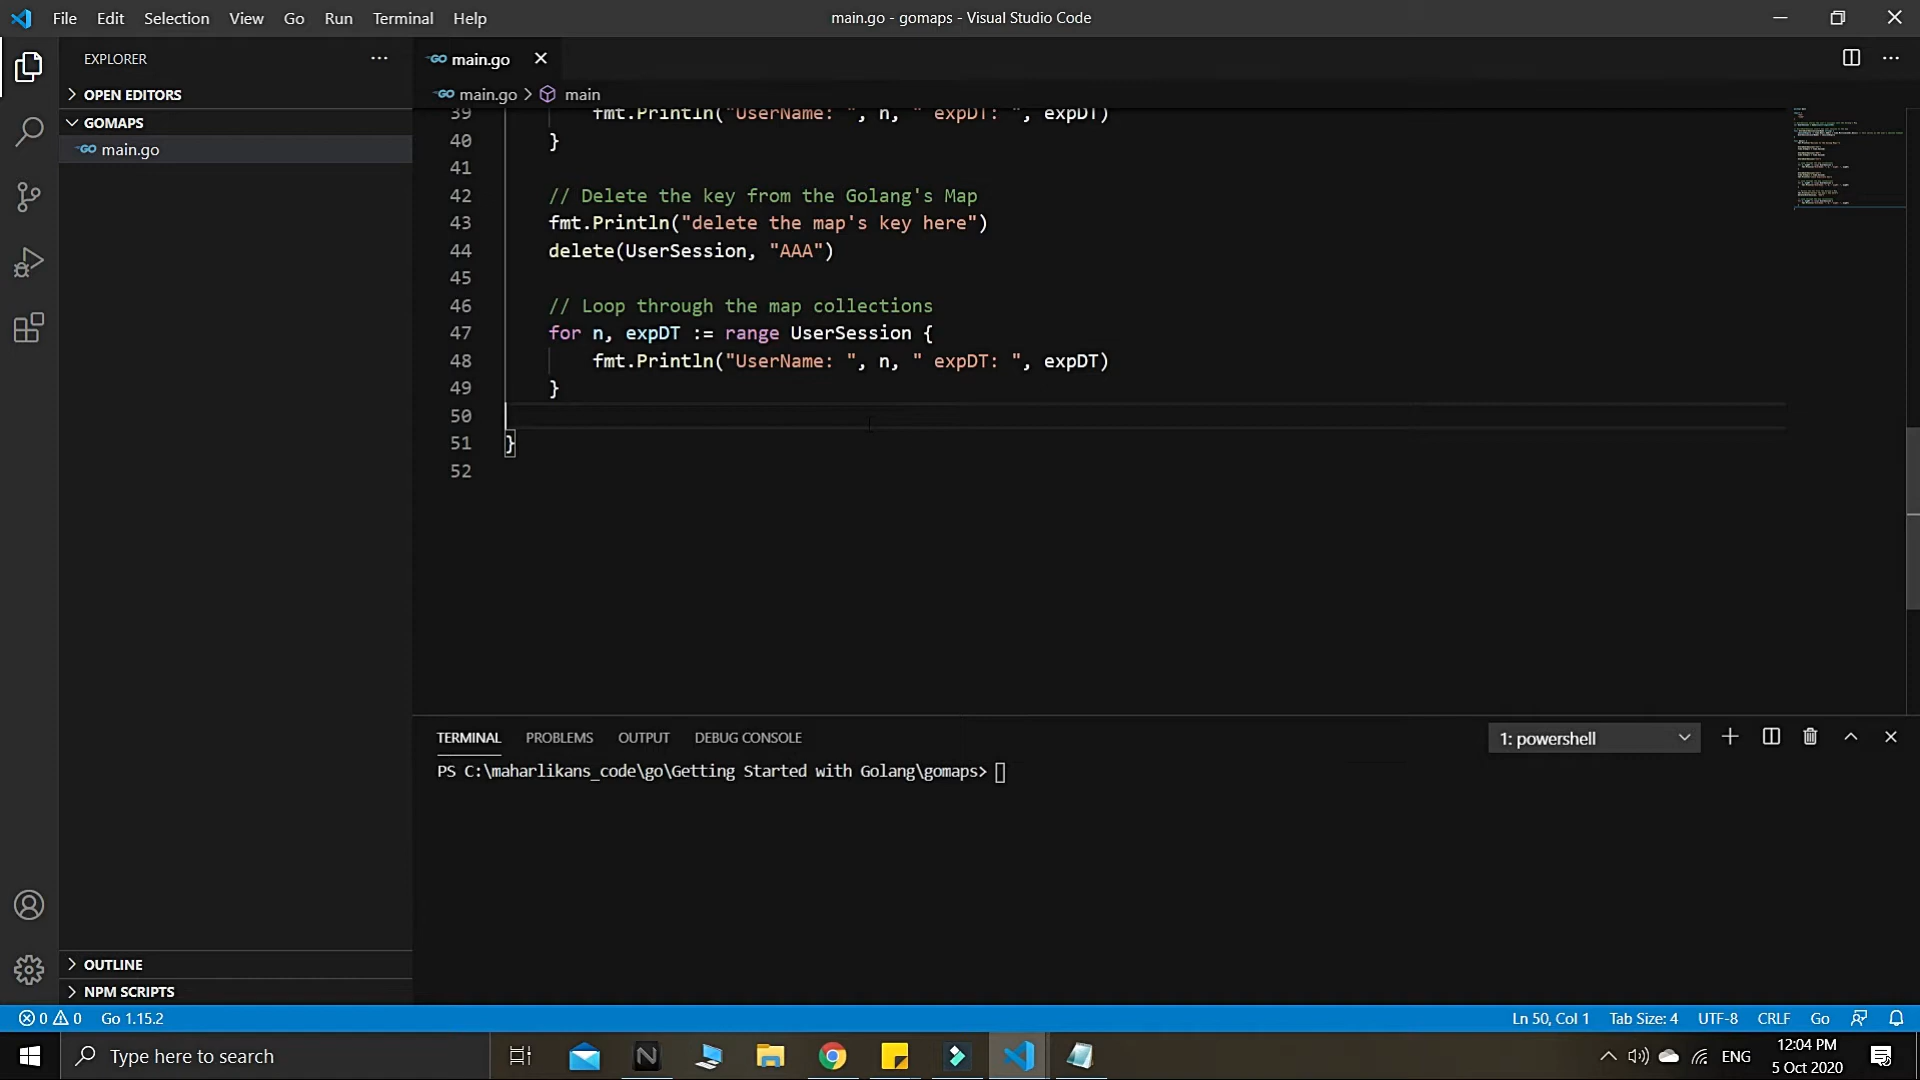 File Edit Selection View Go Run Terminal Help
main.go - gomaps - Visual Studio Code
EXPLORER
OPEN EDITORS
GOMAPS
main.go
main.go
main.go > main
39 fmt.Println("UserName: ", n, " expDT: ", expDT)
40 }
41
42 // Delete the key from the Golang's Map
43 fmt.Println("delete the map's key here")
44 delete(UserSession, "AAA")
45
46 // Loop through the map collections
47 for n, expDT := range UserSession {
48 fmt.Println("UserName: ", n, " expDT: ", expDT)
49 }
50
51 }
52
TERMINAL PROBLEMS OUTPUT DEBUG CONSOLE
1: powershell
PS C:\maharlikans_code\go\Getting Started with Golang\gomaps>
OUTLINE
NPM SCRIPTS
0 0 Go 1.15.2
Ln 50, Col 1 Tab Size: 4 UTF-8 CRLF Go
Type here to search
ENG
12:04 PM
5 Oct 2020